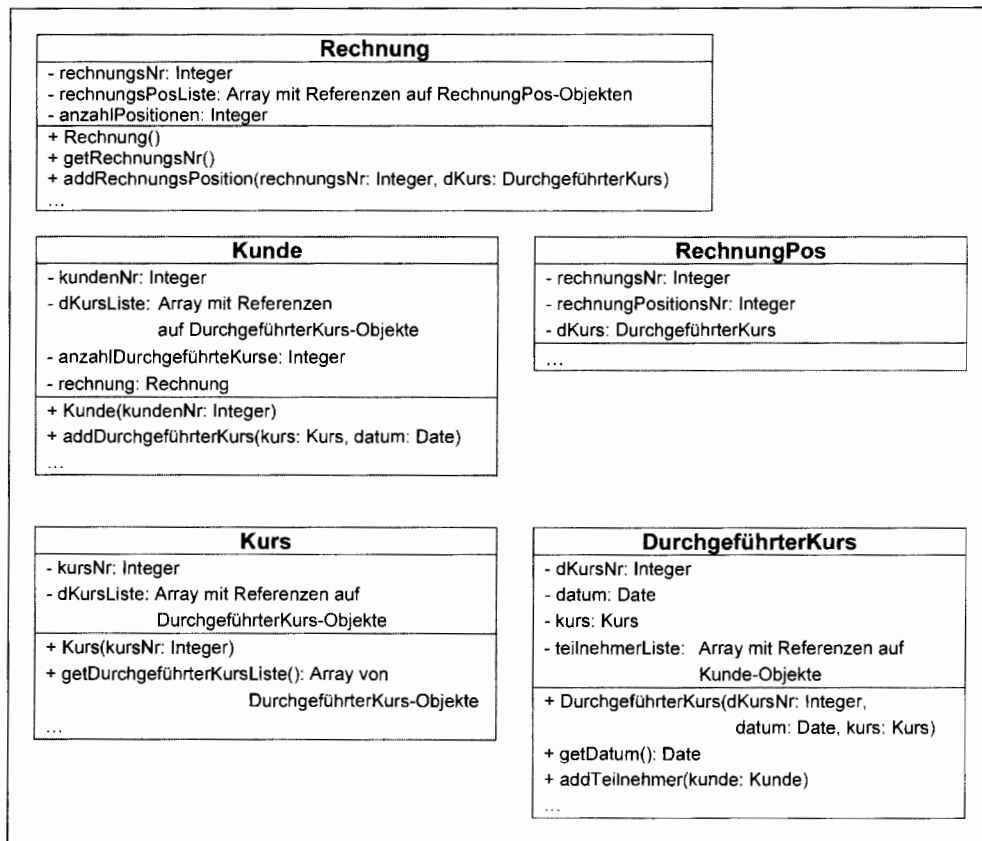 Rechnung
- rechnungsNr: Integer
- rechnungsPosListe: Array mit Referenzen auf RechnungPos-Objekten
- anzahlPositionen: Integer
+ Rechnung()
+ getRechnungsNr()
+ addRechnungsPosition(rechnungsNr: Integer, dKurs: DurchgeführterKurs)
...
Kunde
- kundenNr: Integer
- dKursListe: Array mit Referenzen
auf DurchgeführterKurs-Objekte
- anzahlDurchgeführteKurse: Integer
- rechnung: Rechnung
+ Kunde(kundenNr: Integer)
+ addDurchgeführterKurs(kurs: Kurs, datum: Date)
...
RechnungPos
- rechnungsNr: Integer
- rechnungPositionsNr: Integer
- dKurs: DurchgeführterKurs
...
Kurs
- kursNr: Integer
- dKursListe: Array mit Referenzen auf
DurchgeführterKurs-Objekte
+ Kurs(kursNr: Integer)
+ getDurchgeführterKursListe(): Array von
DurchgeführterKurs-Objekte
...
DurchgeführterKurs
- dKursNr: Integer
- datum: Date
- kurs: Kurs
- teilnehmerListe: Array mit Referenzen auf
Kunde-Objekte
+ DurchgeführterKurs(dKursNr: Integer,
datum: Date, kurs: Kurs)
+ getDatum(): Date
+ addTeilnehmer(kunde: Kunde)
...